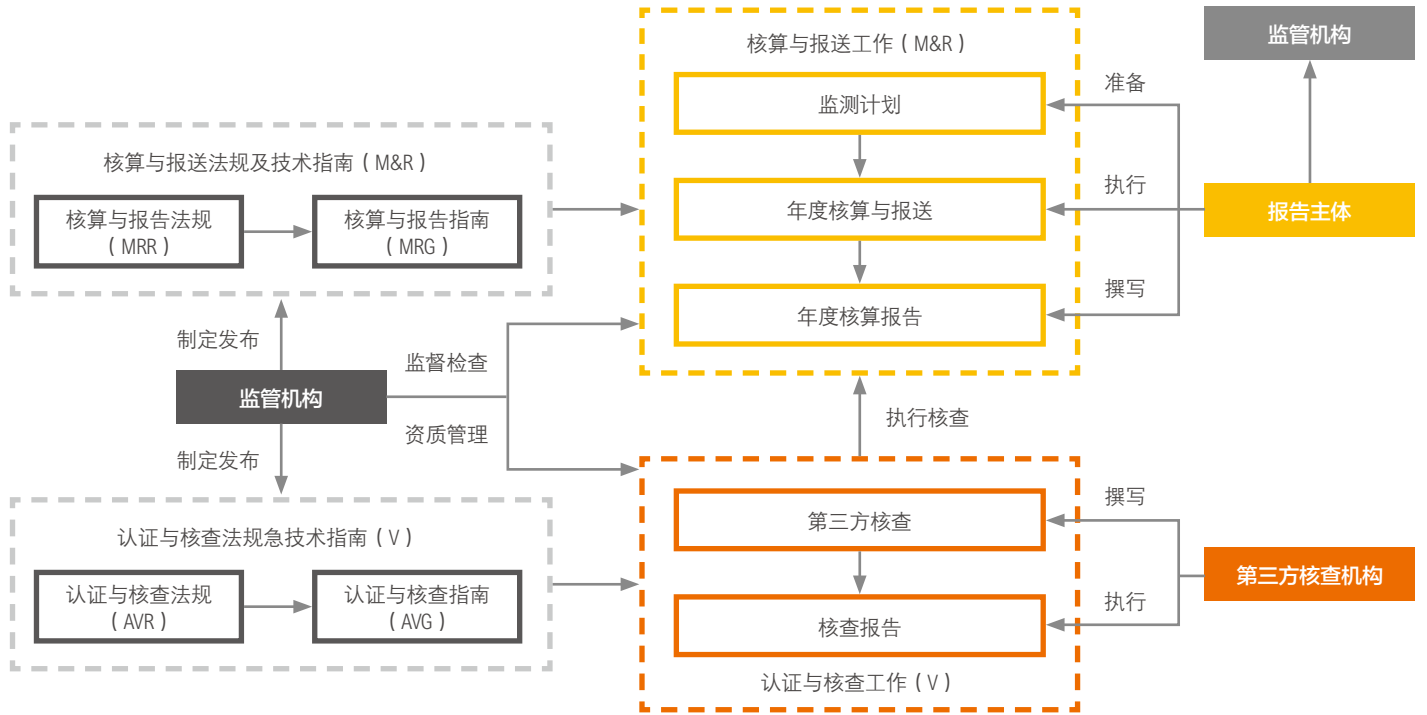 核算与报送工作（M&R）
监测计划
年度核算与报送
年度核算报告
监管机构
准备
执行
报告主体
撰写
核算与报送法规及技术指南（M&R）
核算与报告法规
（MRR）
核算与报告指南
（MRG）
制定发布
监管机构
监督检查
资质管理
制定发布
执行核查
认证与核查法规急技术指南（V）
认证与核查法规
（AVR）
认证与核查指南
（AVG）
第三方核查
核查报告
认证与核查工作（V）
撰写
第三方核查机构
执行